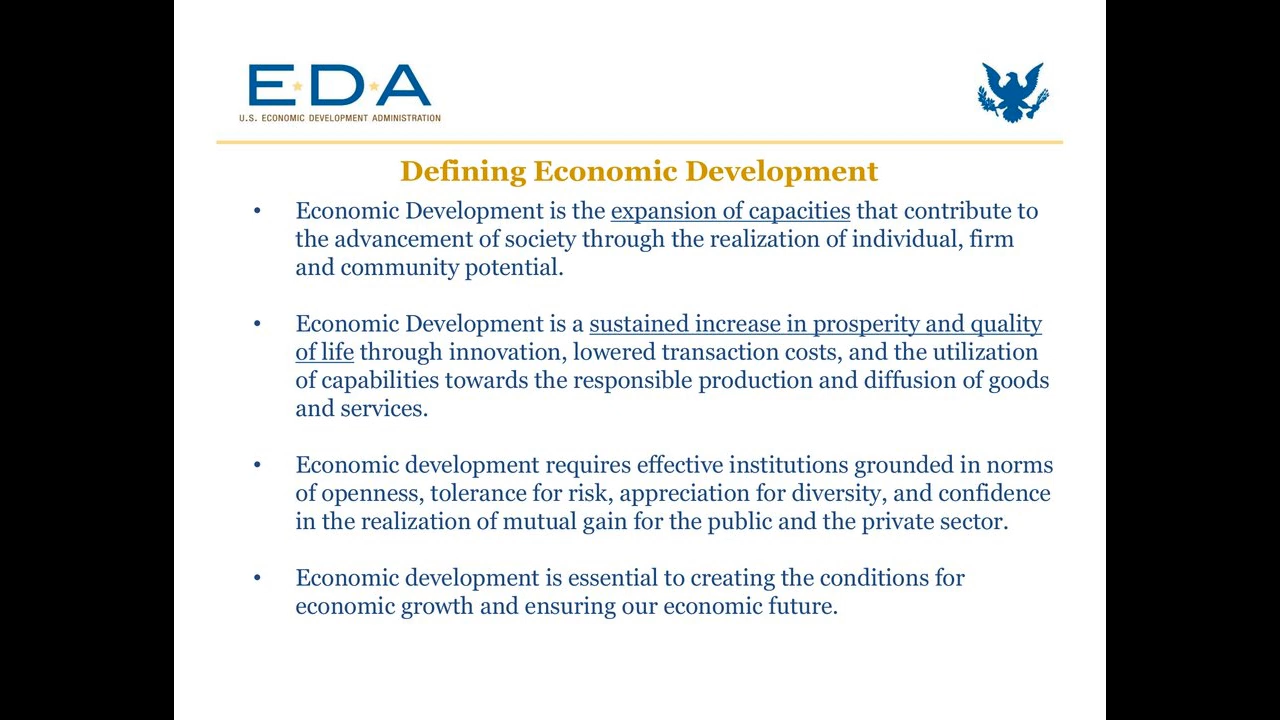 E★D★A
U.S. ECONOMIC DEVELOPMENT ADMINISTRATION
Defining Economic Development
• Economic Development is the expansion of capacities that contribute to
the advancement of society through the realization of individual, firm
and community potential.
• Economic Development is a sustained increase in prosperity and quality
of life through innovation, lowered transaction costs, and the utilization
of capabilities towards the responsible production and diffusion of goods
and services.
• Economic development requires effective institutions grounded in norms
of openness, tolerance for risk, appreciation for diversity, and confidence
in the realization of mutual gain for the public and the private sector.
• Economic development is essential to creating the conditions for
economic growth and ensuring our economic future.